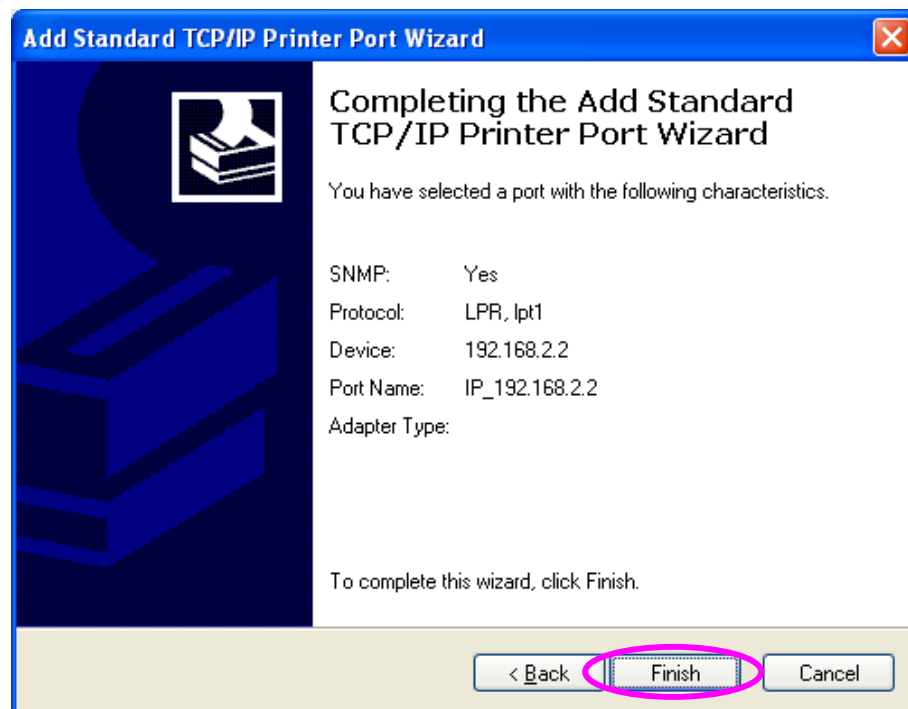 Add Standard TCP/IP Printer Port Wizard
Completing the Add Standard
TCP/IP Printer Port Wizard
You have selected a port with the following characteristics.
SNMP: Yes
Protocol: LPR, lpt1
Device: 192.168.2.2
Port Name: IP_192.168.2.2
Adapter Type:
To complete this wizard, click Finish.
< Back Finish Cancel